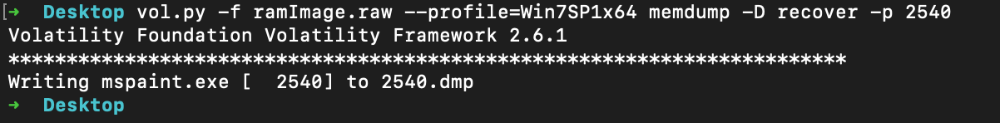 [➜  Desktop vol.py -f ramImage.raw --profile=Win7SP1x64 memdump -D recover -p 2540
Volatility Foundation Volatility Framework 2.6.1
************************************************************************
Writing mspaint.exe [  2540] to 2540.dmp
➜  Desktop